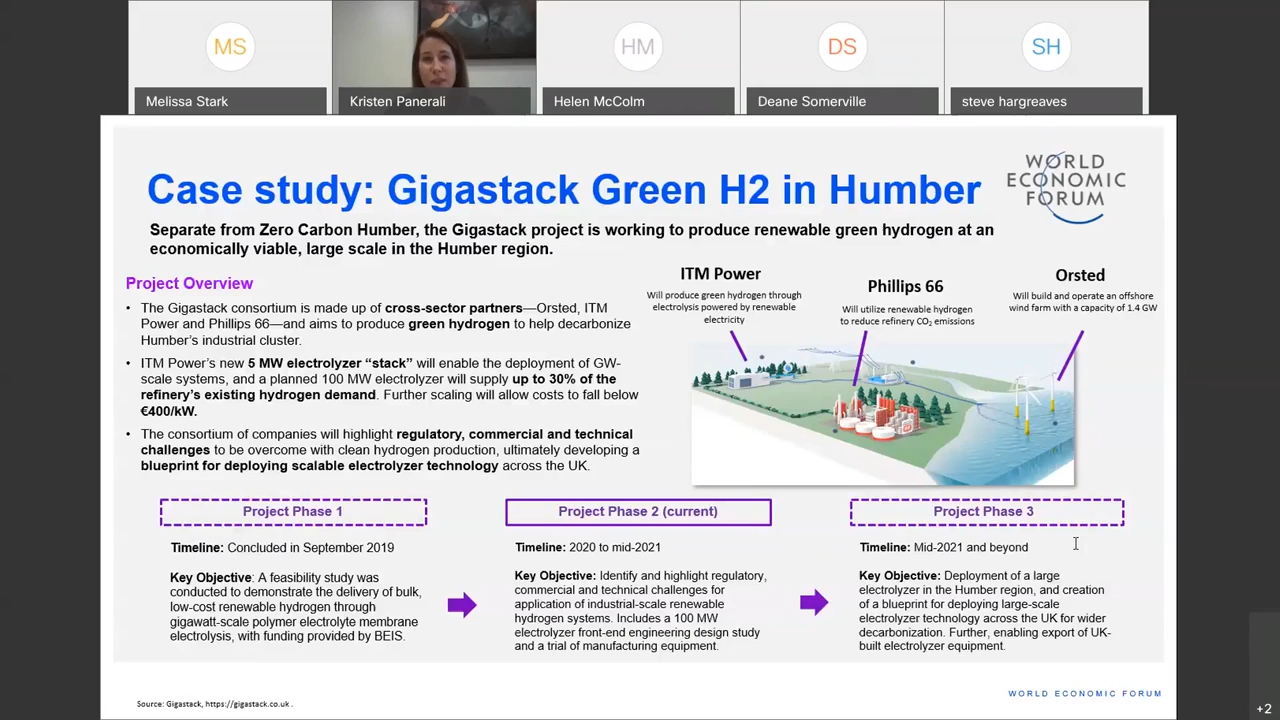 MS
HM
DS
SH
Melissa Stark
Kristen Panerali
Helen McColm
Deane Somerville
steve hargreaves
WORLD
ECONOMIC
FORUM
Case study: Gigastack Green H2 in Humber
Separate from Zero Carbon Humber, the Gigastack project is working to produce renewable green hydrogen at an
economically viable, large scale in the Humber region.
Project Overview
• The Gigastack consortium is made up of cross-sector partners—Orsted, ITM
Power and Phillips 66—and aims to produce green hydrogen to help decarbonize
Humber's industrial cluster.
• ITM Power's new 5 MW electrolyzer “stack” will enable the deployment of GW-
scale systems, and a planned 100 MW electrolyzer will supply up to 30% of the
refinery's existing hydrogen demand. Further scaling will allow costs to fall below
€400/kW.
• The consortium of companies will highlight regulatory, commercial and technical
challenges to be overcome with clean hydrogen production, ultimately developing a
blueprint for deploying scalable electrolyzer technology across the UK.
ITM Power
Will produce green hydrogen through
electrolysis powered by renewable
electricity
Phillips 66
Will utilize renewable hydrogen
to reduce refinery CO₂ emissions
Orsted
Will build and operate an offshore
wind farm with a capacity of 1.4 GW
Project Phase 1
Timeline: Concluded in September 2019
Key Objective: A feasibility study was
conducted to demonstrate the delivery of bulk,
low-cost renewable hydrogen through
gigawatt-scale polymer electrolyte membrane
electrolysis, with funding provided by BEIS.
Project Phase 2 (current)
Timeline: 2020 to mid-2021
Key Objective: Identify and highlight regulatory,
commercial and technical challenges for
application of industrial-scale renewable
hydrogen systems. Includes a 100 MW
electrolyzer front-end engineering design study
and a trial of manufacturing equipment.
Project Phase 3
Timeline: Mid-2021 and beyond
Key Objective: Deployment of a large
electrolyzer in the Humber region, and creation
of a blueprint for deploying large-scale
electrolyzer technology across the UK for wider
decarbonization. Further, enabling export of UK-
built electrolyzer equipment.
Source: Gigastack, https://gigastack.co.uk .
WORLD ECONOMIC FORUM
+2